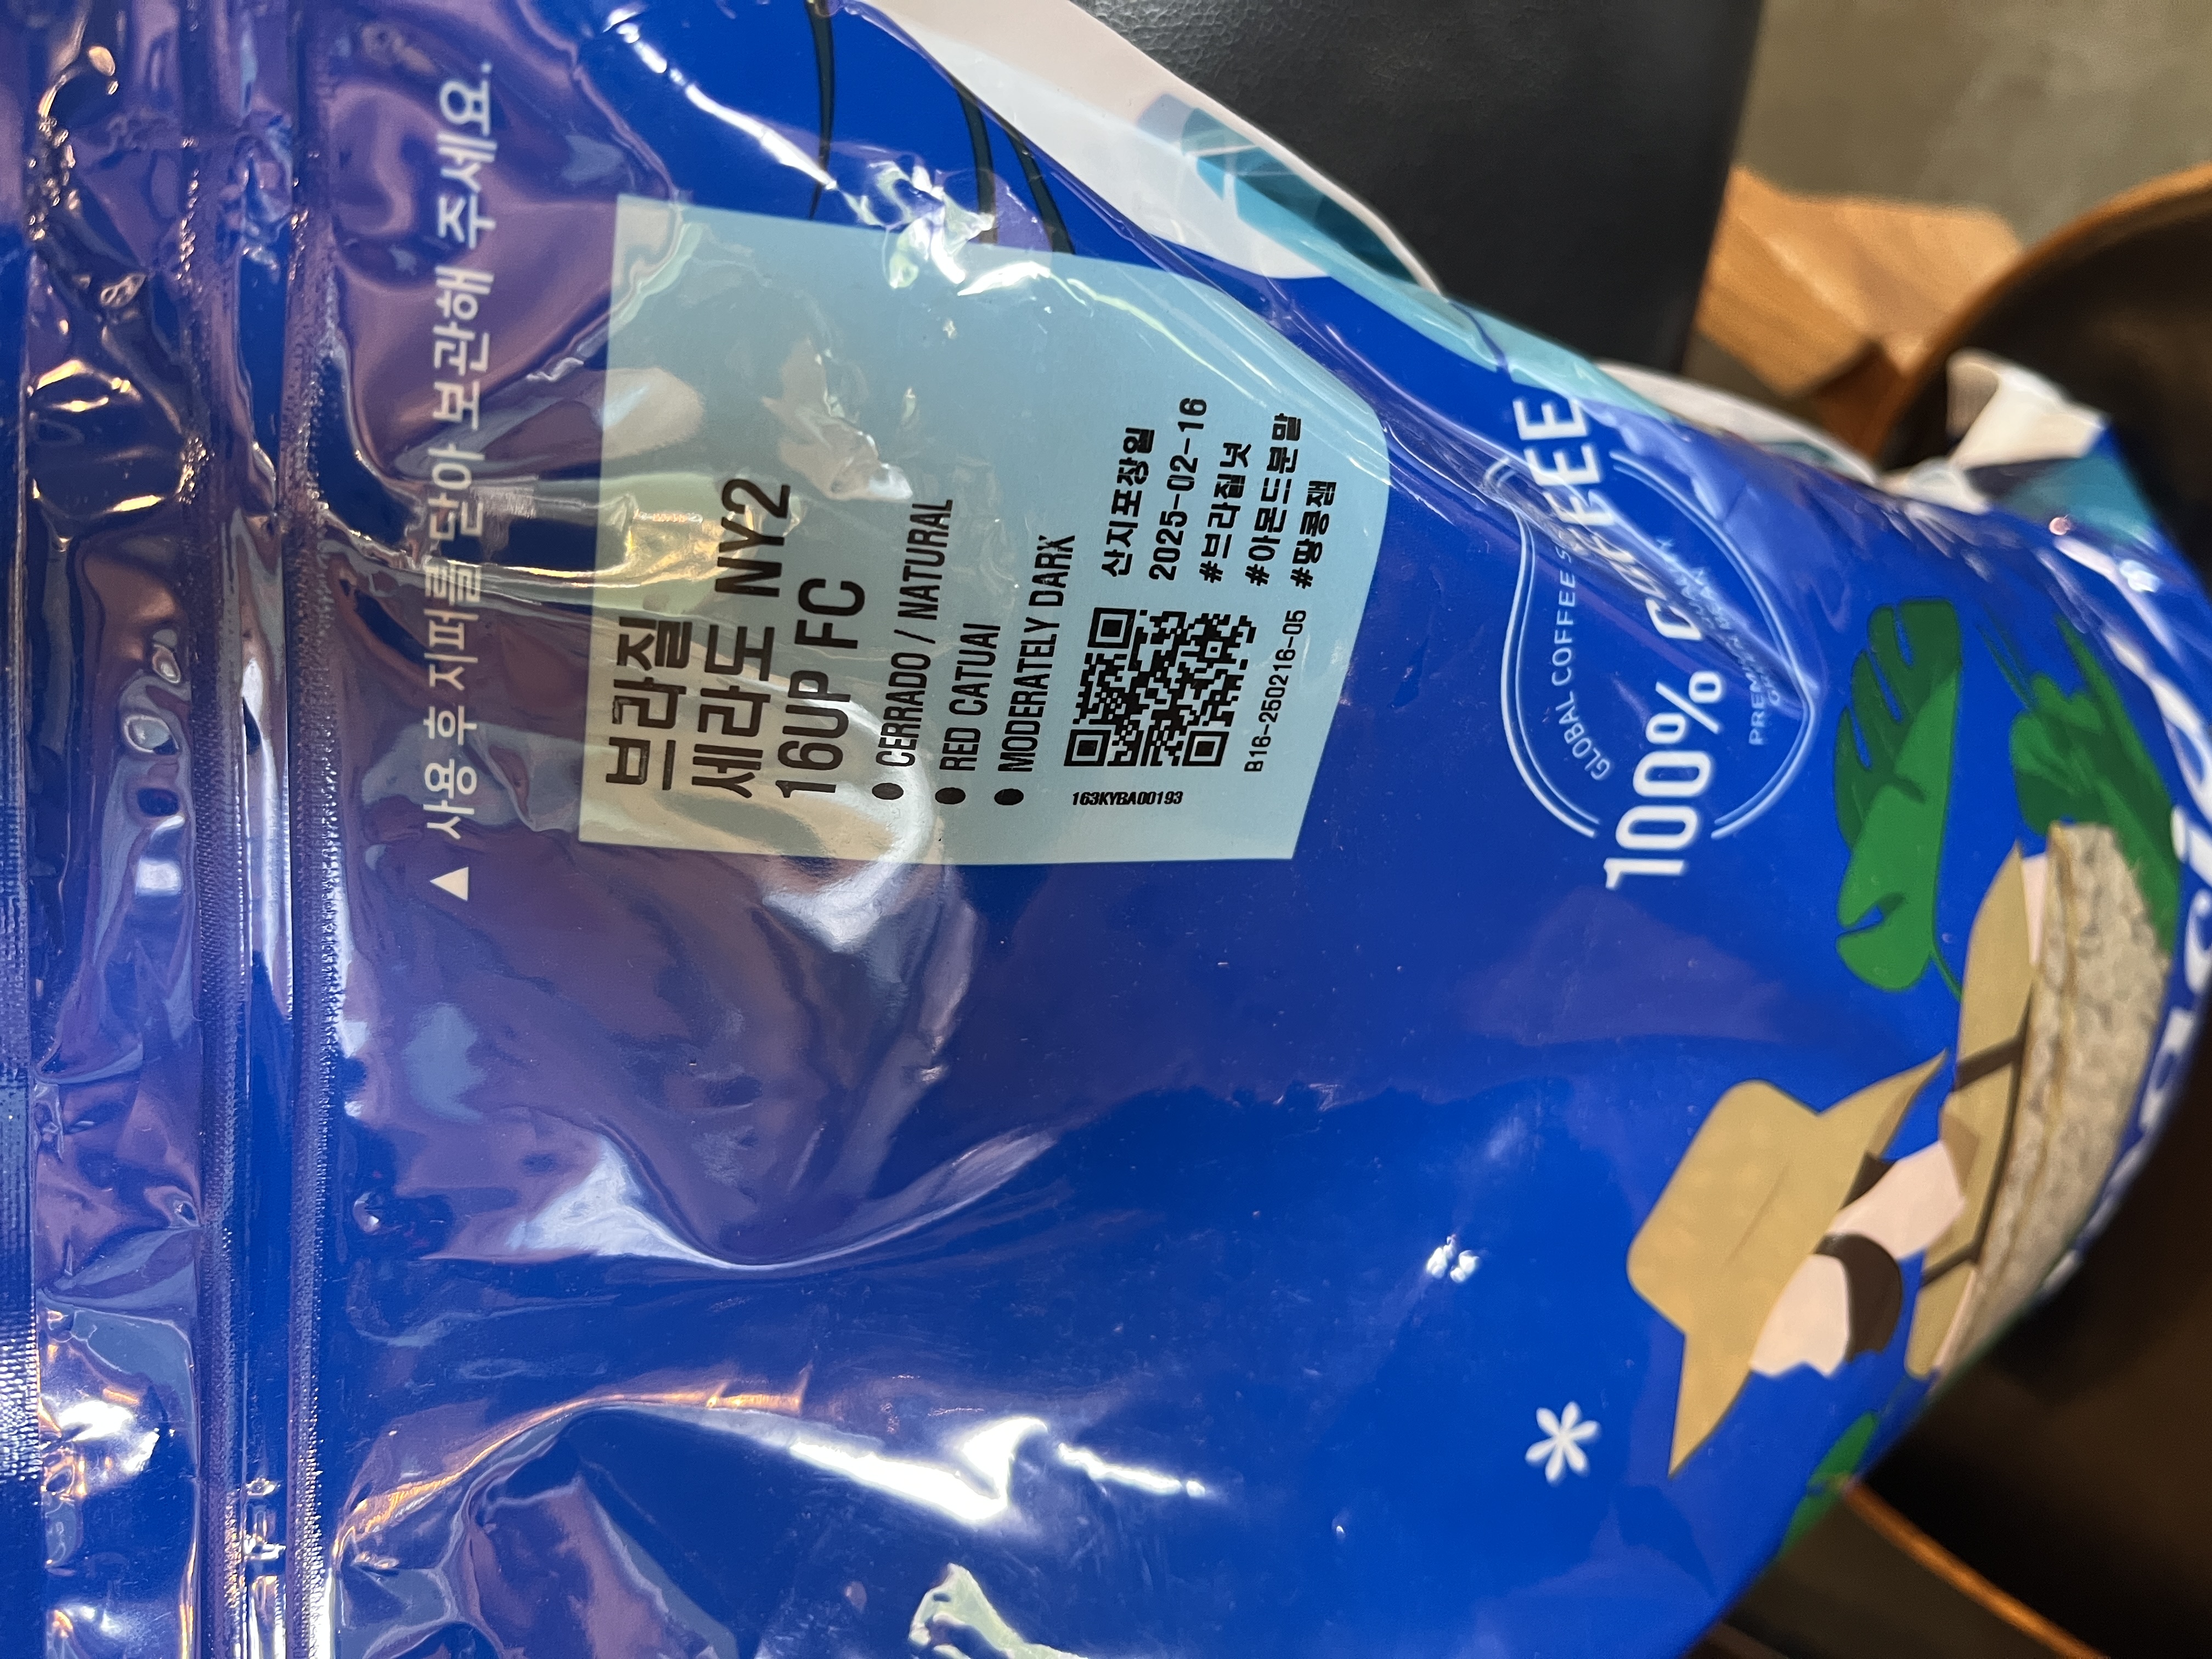 ▲ 사용 후 지퍼를 닫아 보관해 주세요.
브라질
세라도 NY2
16UP FC
● CERRADO / NATURAL
● RED CATUAI
● MODERATELY DARK
163KYBA00193
산지포장일
2025-02-16
#브라질넛
#아몬드분말
#땅콩잼
B16-250216-05
GLOBAL COFFEE
100% COFFEE
PREMIUM